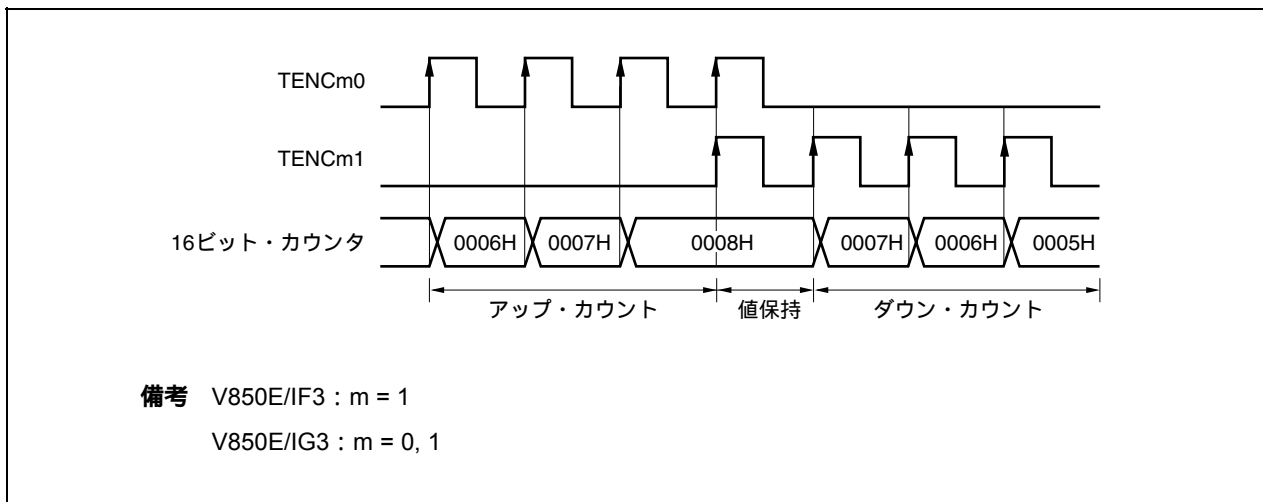 TENCm0
TENCm1
16ビット・カウンタ 0006H 0007H 0008H 0007H 0006H 0005H
アップ・カウント 値保持 ダウン・カウント
備考 V850E/IF3：m = 1
V850E/IG3：m = 0, 1